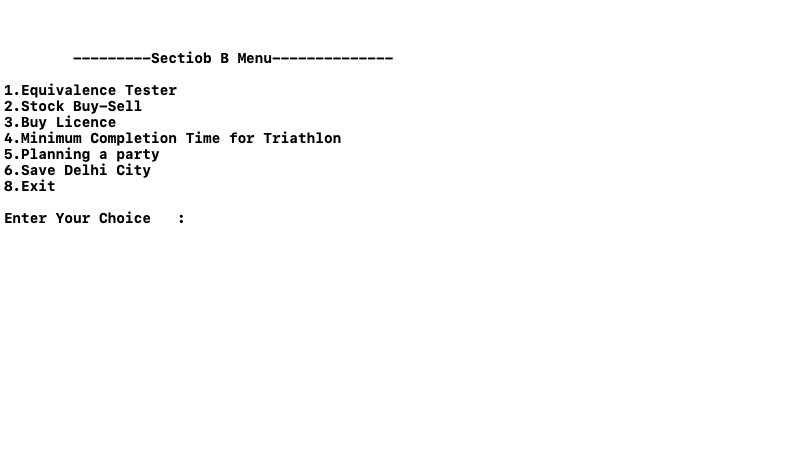 ---------Sectiob B Menu--------------
1.Equivalence Tester
2.Stock Buy-Sell
3.Buy Licence
4.Minimum Completion Time for Triathlon
5.Planning a party
6.Save Delhi City
8.Exit
Enter Your Choice   :